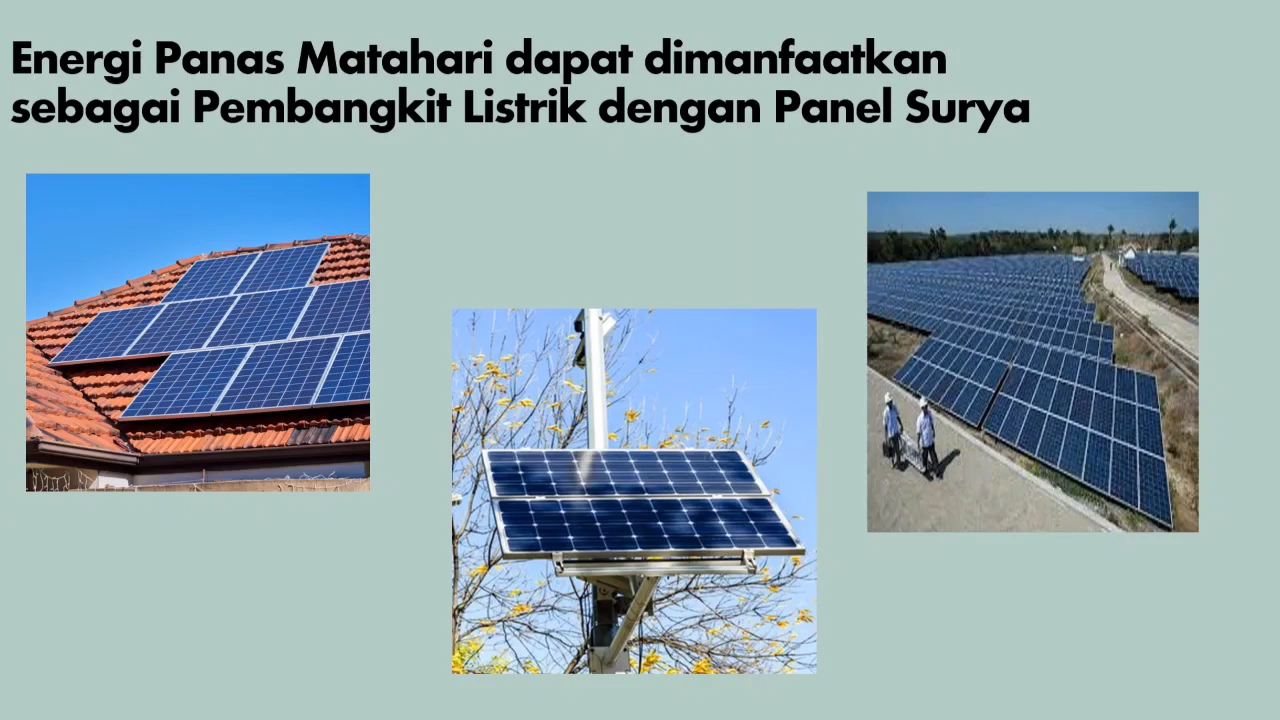 Energi Panas Matahari dapat dimanfaatkan
sebagai Pembangkit Listrik dengan Panel Surya